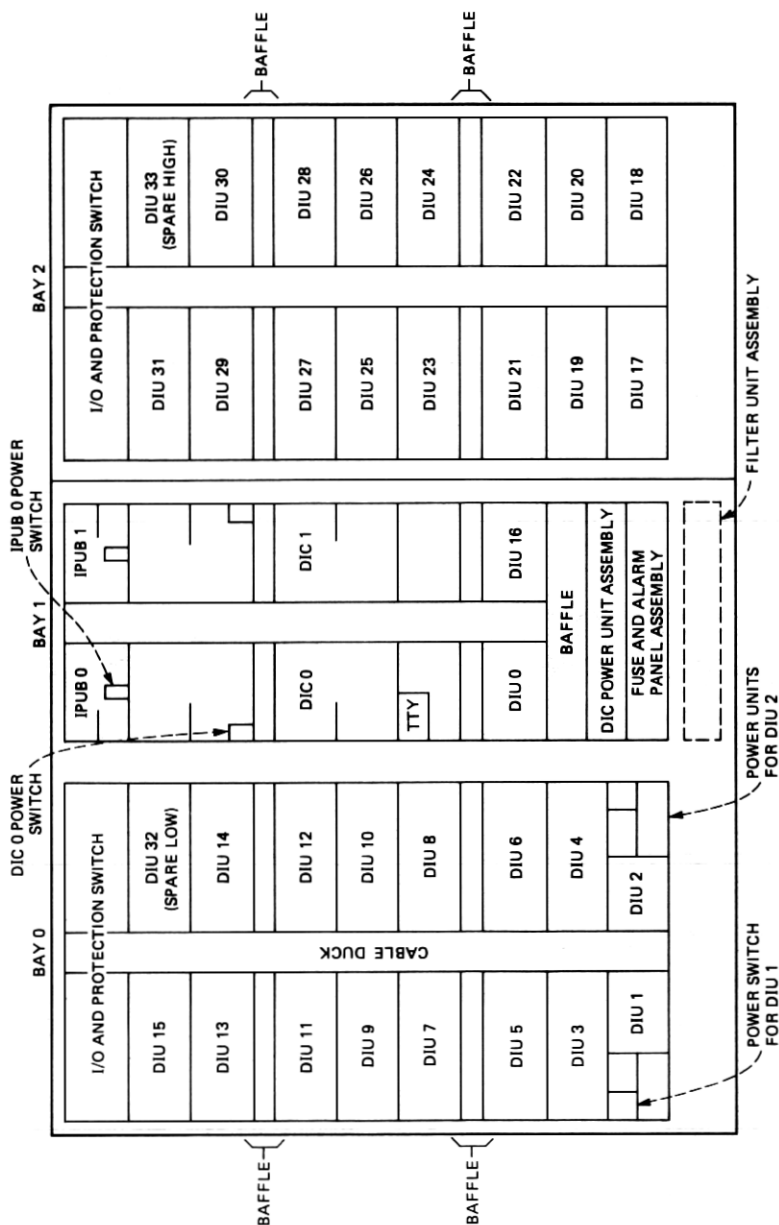 BAY 0
BAY 1
BAY 2
DIC 0 POWER
SWITCH
IPUB 0 POWER
SWITCH
I/O AND PROTECTION SWITCH
IPUB 0
IPUB 1
I/O AND PROTECTION SWITCH
DIU 15
DIU 32
(SPARE LOW)
DIU 31
DIU 33
(SPARE HIGH)
DIU 13
DIU 14
DIU 29
DIU 30
BAFFLE
BAFFLE
DIU 11
DIU 12
DIC 0
DIC 1
DIU 27
DIU 28
DIU 9
DIU 10
DIU 25
DIU 26
DIU 7
DIU 8
TTY
DIU 23
DIU 24
CABLE DUCK
BAFFLE
BAFFLE
DIU 5
DIU 6
DIU 0
DIU 16
DIU 21
DIU 22
DIU 3
DIU 4
BAFFLE
DIU 19
DIU 20
DIU 1
DIU 2
DIC POWER UNIT ASSEMBLY
FUSE AND ALARM
PANEL ASSEMBLY
DIU 17
DIU 18
POWER SWITCH
FOR DIU 1
POWER UNITS
FOR DIU 2
FILTER UNIT ASSEMBLY